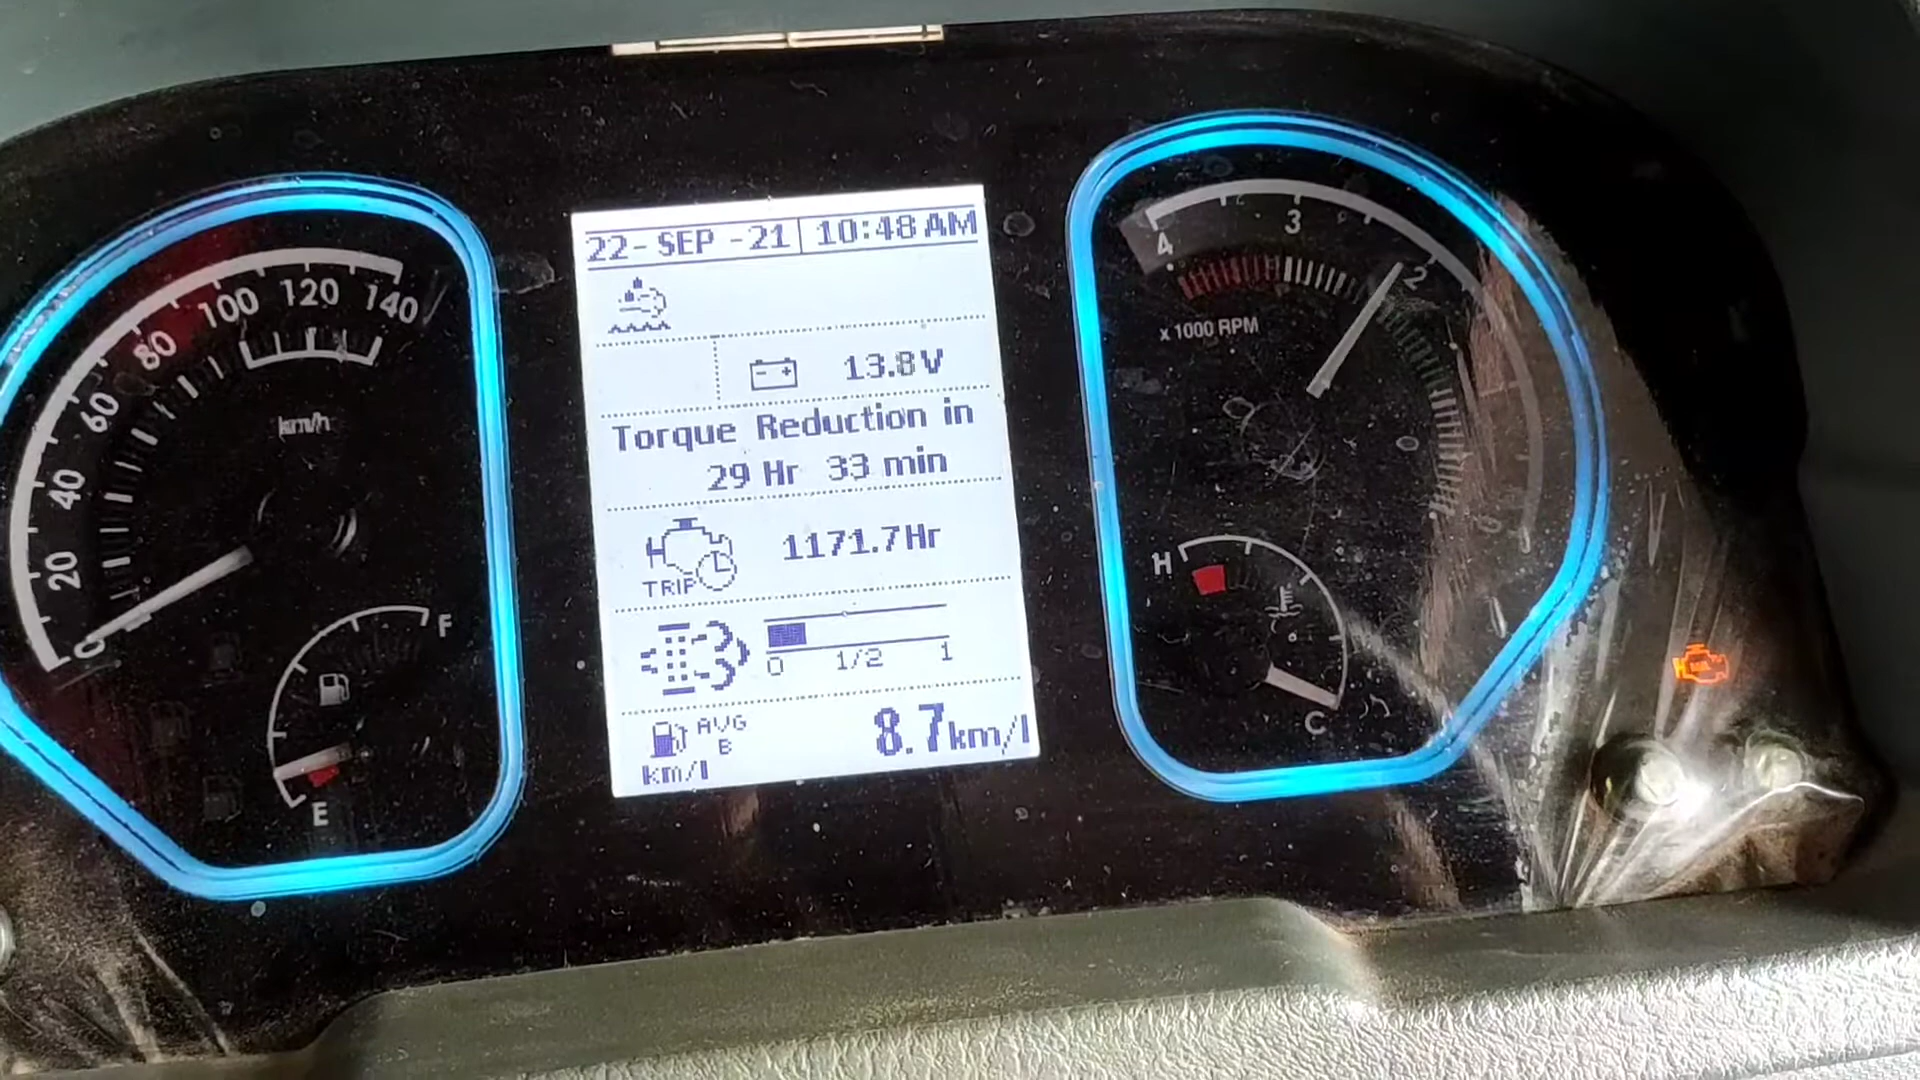 22-SEP-21 10:48 AM
13.8V
Torque Reduction in
29 Hr 33 min
TRIP 1171.7Hr
0 1/2 1
AVG
B
km/l
8.7km/l
0 20 40 60 80 100 120 140
km/h
F
E
4 3 2 0
x 1000 RPM
H
C